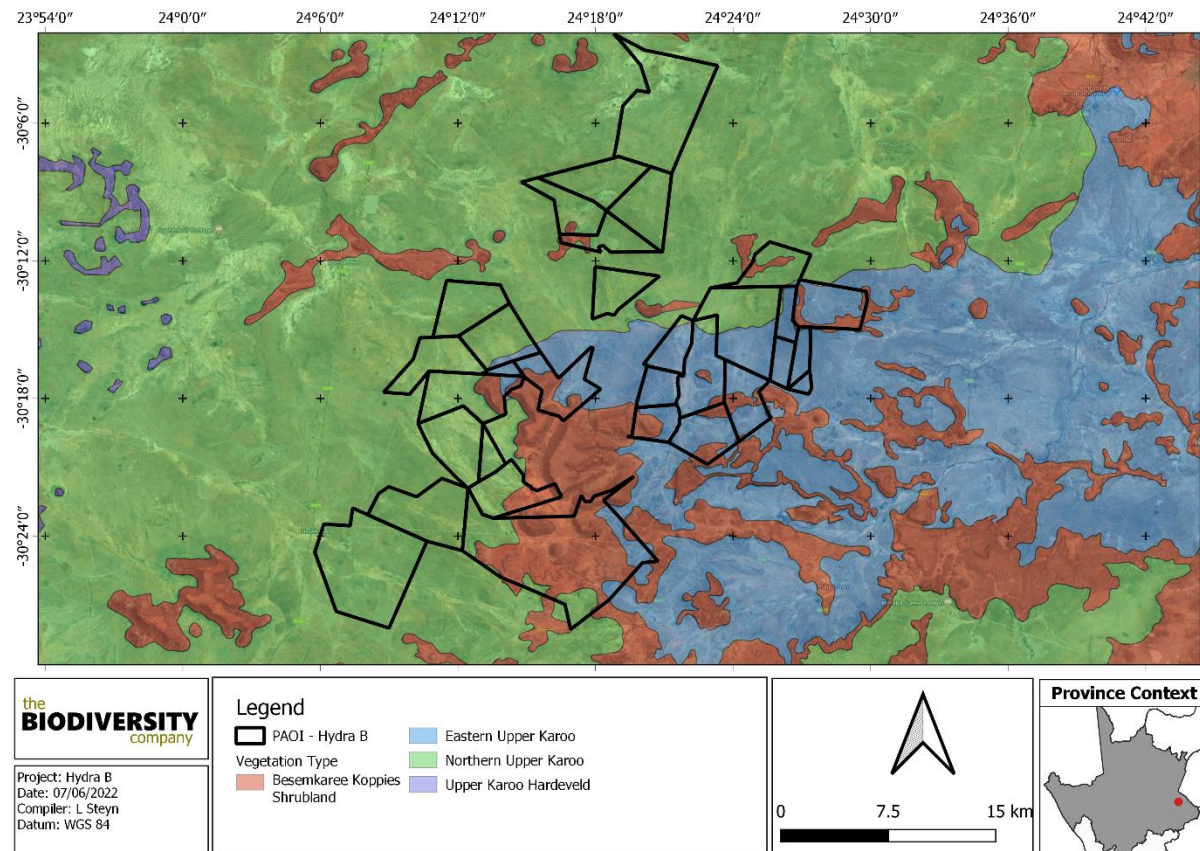 23°54′0″ 24°0′0″ 24°6′0″ 24°12′0″ 24°18′0″ 24°24′0″ 24°30′0″ 24°36′0″ 24°42′0″
-30°6′0″
-30°12′0″
-30°18′0″
-30°24′0″
the
BIODIVERSITY
company
Project: Hydra B
Date: 07/06/2022
Compiler: L Steyn
Datum: WGS 84
Legend
PAOI - Hydra B
Vegetation Type
Besemkaree Koppies
Shrubland
Eastern Upper Karoo
Northern Upper Karoo
Upper Karoo Hardeveld
0 7.5 15 km
Province Context